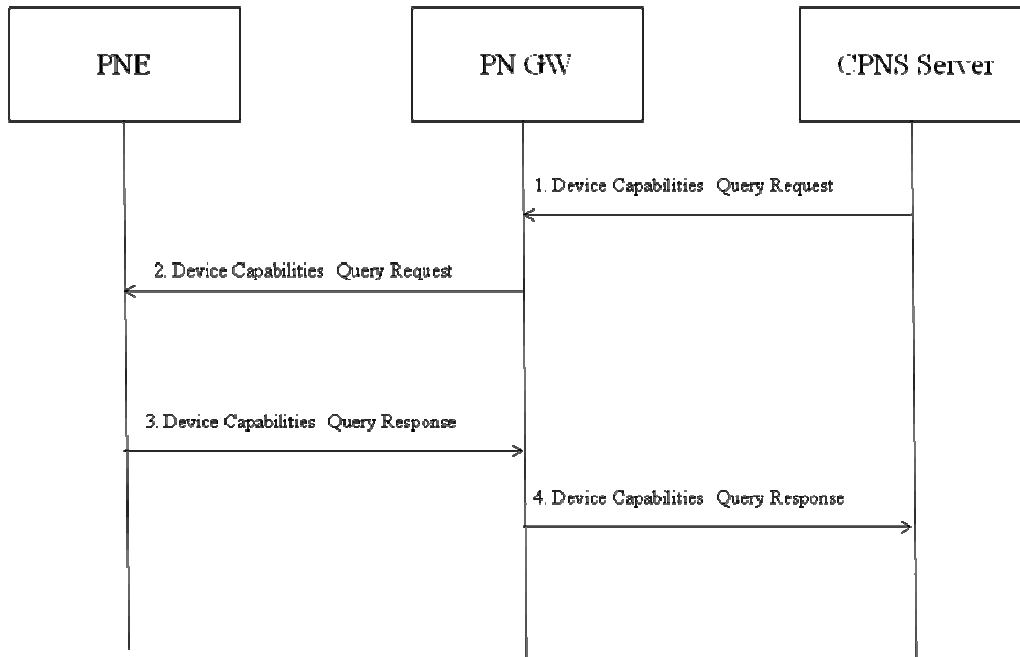 PNE
PN GW
CPNS Server
1. Device Capabilities Query Request
2. Device Capabilities Query Request
3. Device Capabilities Query Response
4. Device Capabilities Query Response